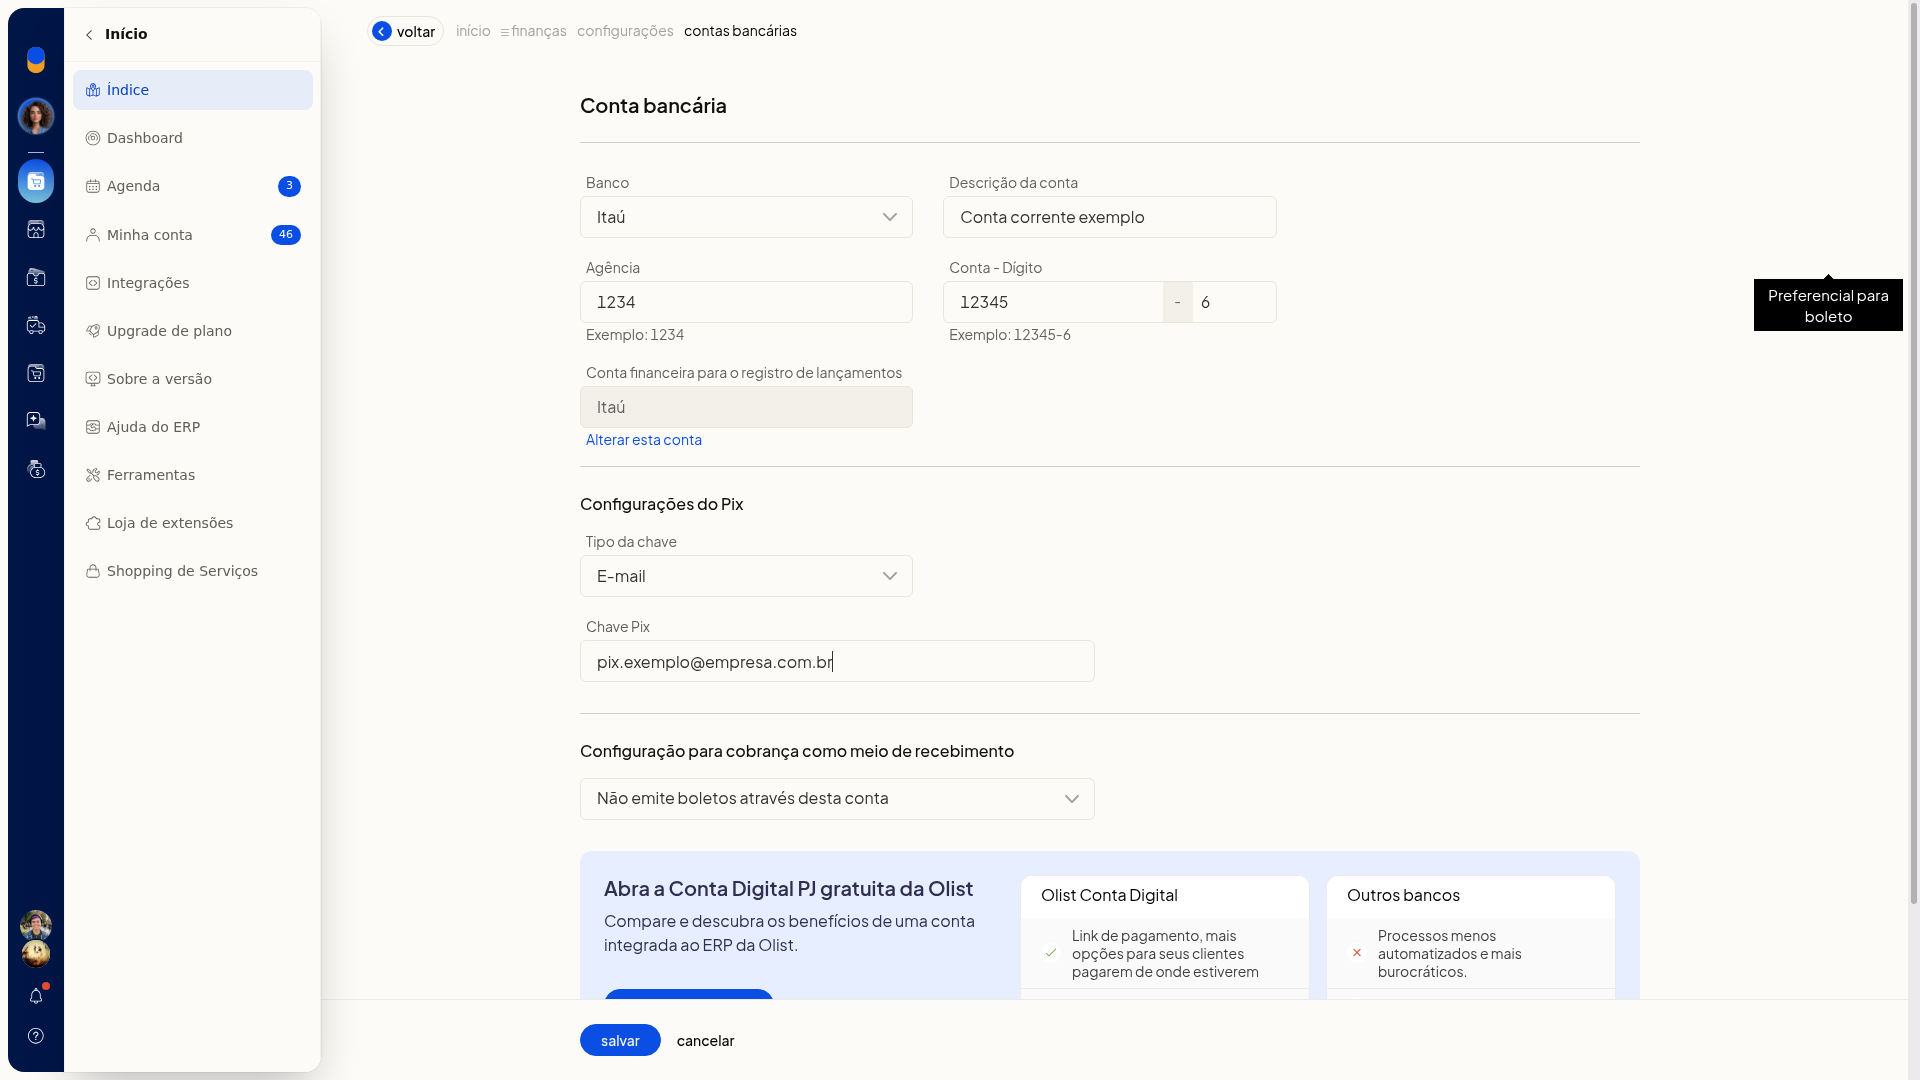 Início
Índice
Dashboard
Agenda
3
Minha conta
46
Integrações
Upgrade de plano
Sobre a versão
Ajuda do ERP
Ferramentas
Loja de extensões
Shopping de Serviços
voltar início finanças configurações contas bancárias
Conta bancária
Banco
Itaú
Descrição da conta
Conta corrente exemplo
Agência
1234
Exemplo: 1234
Conta - Dígito
12345 - 6
Exemplo: 12345-6
Preferencial para
boleto
Conta financeira para o registro de lançamentos
Itaú
Alterar esta conta
Configurações do Pix
Tipo da chave
E-mail
Chave Pix
pix.exemplo@empresa.com.br
Configuração para cobrança como meio de recebimento
Não emite boletos através desta conta
Abra a Conta Digital PJ gratuita da Olist
Compare e descubra os benefícios de uma conta
integrada ao ERP da Olist.
Olist Conta Digital
Link de pagamento, mais
opções para seus clientes
pagarem de onde estiverem
Outros bancos
Processos menos
automatizados e mais
burocráticos.
salvar
cancelar